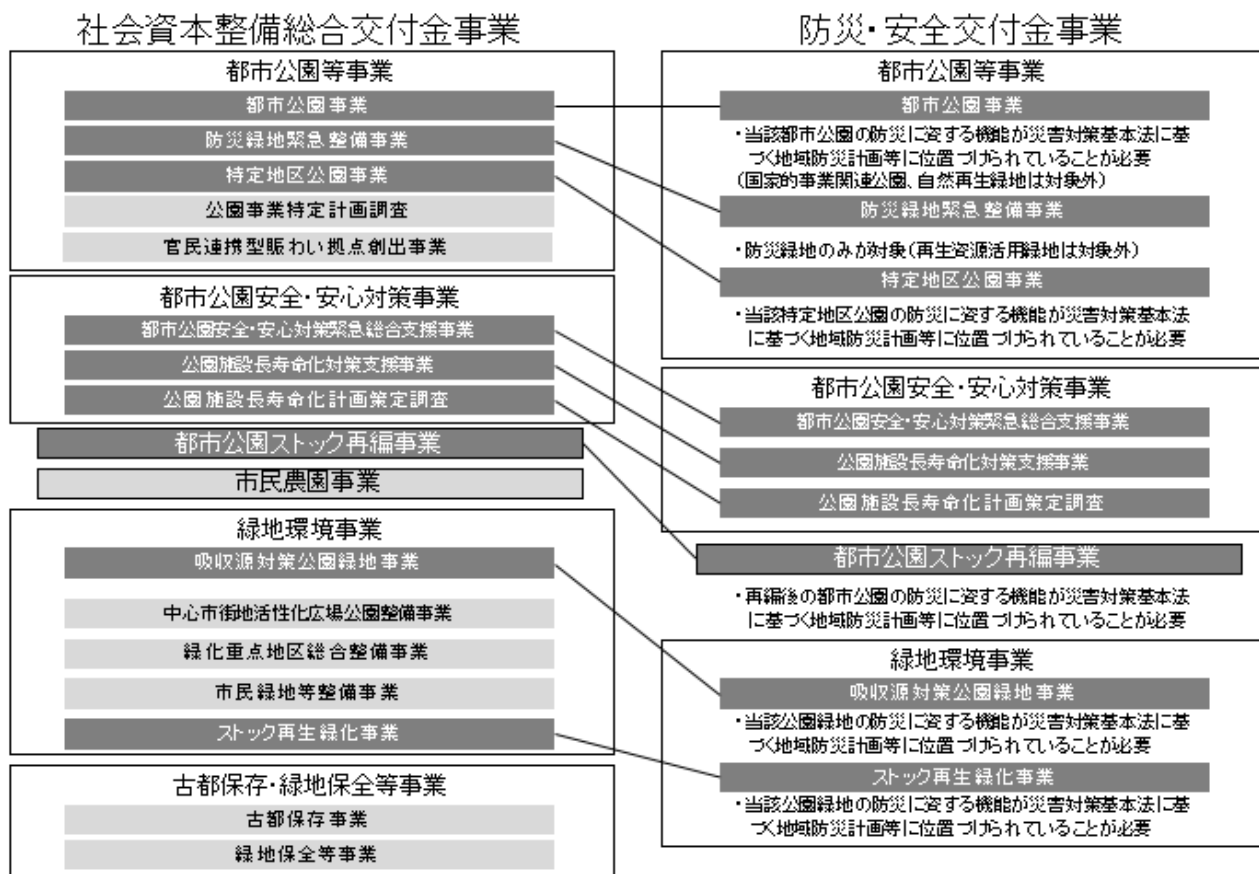 社会資本整備総合交付金事業
都市公園等事業
都市公園事業
防災緑地緊急整備事業
特定地区公園事業
公園事業特定計画調査
官民連携型賑わい拠点創出事業
都市公園安全・安心対策事業
都市公園安全・安心対策緊急総合支援事業
公園施設長寿命化対策支援事業
公園施設長寿命化計画策定調査
都市公園ストック再編事業
市民農園事業
緑地環境事業
吸収源対策公園緑地事業
中心市街地活性化広場公園整備事業
緑化重点地区総合整備事業
市民緑地等整備事業
ストック再生緑化事業
古都保存・緑地保全等事業
古都保存事業
緑地保全等事業
防災・安全交付金事業
都市公園等事業
都市公園事業
・当該都市公園の防災に資する機能が災害対策基本法に基
づく地域防災計画等に位置づけられていることが必要
(国家的事業関連公園、自然再生緑地は対象外)
防災緑地緊急整備事業
・防災緑地のみが対象(再生資源活用緑地は対象外)
特定地区公園事業
・当該特定地区公園の防災に資する機能が災害対策基本法
に基づく地域防災計画等に位置づけられていることが必要
都市公園安全・安心対策事業
都市公園安全・安心対策緊急総合支援事業
公園施設長寿命化対策支援事業
公園施設長寿命化計画策定調査
都市公園ストック再編事業
・再編後の都市公園の防災に資する機能が災害対策基本法
に基づく地域防災計画等に位置づけられていることが必要
緑地環境事業
吸収源対策公園緑地事業
・当該公園緑地の防災に資する機能が災害対策基本法に基
づく地域防災計画等に位置づけられていることが必要
ストック再生緑化事業
・当該公園緑地の防災に資する機能が災害対策基本法に基
づく地域防災計画等に位置づけられていることが必要